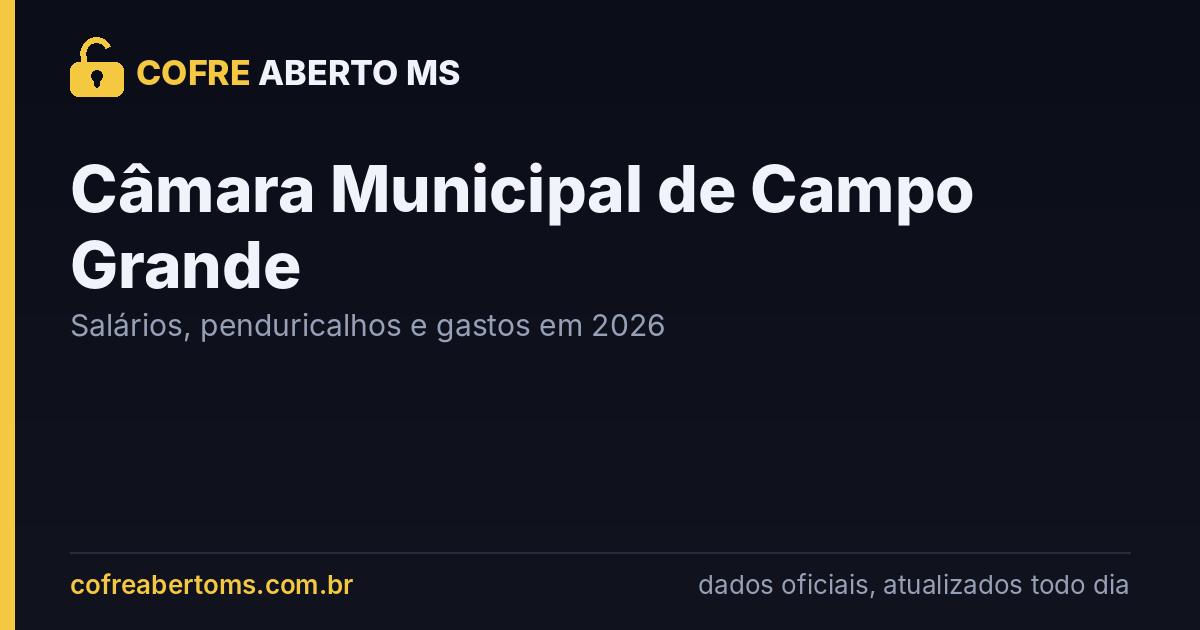 COFRE ABERTO MS
Câmara Municipal de Campo
Grande
Salários, penduricalhos e gastos em 2026
cofreabertoms.com.br
dados oficiais, atualizados todo dia